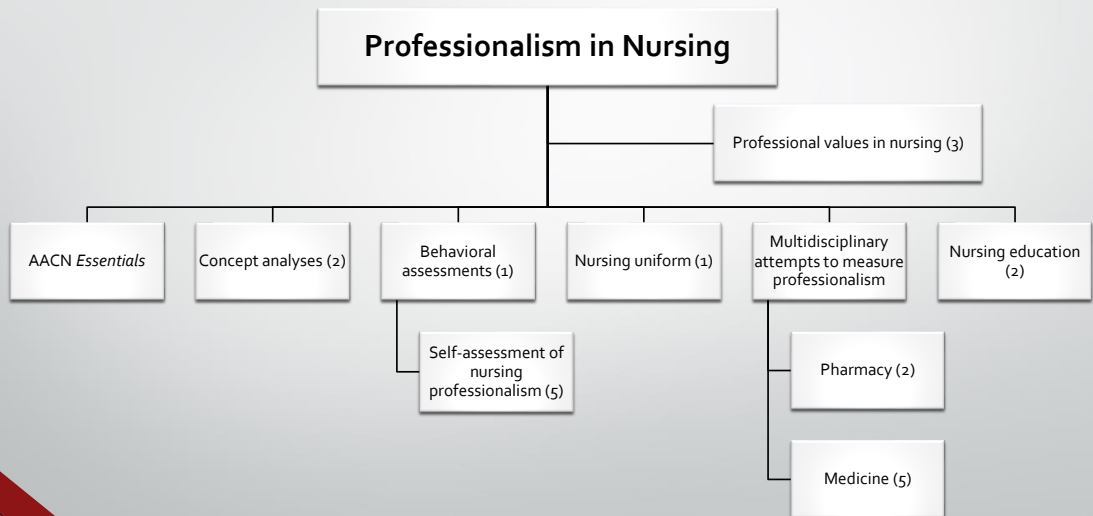 Professionalism in Nursing
Professional values in nursing (3)
AACN Essentials
Concept analyses (2)
Behavioral
assessments (1)
Nursing uniform (1)
Multidisciplinary
attempts to measure
professionalism
Nursing education
(2)
Self-assessment of
nursing
professionalism (5)
Pharmacy (2)
Medicine (5)